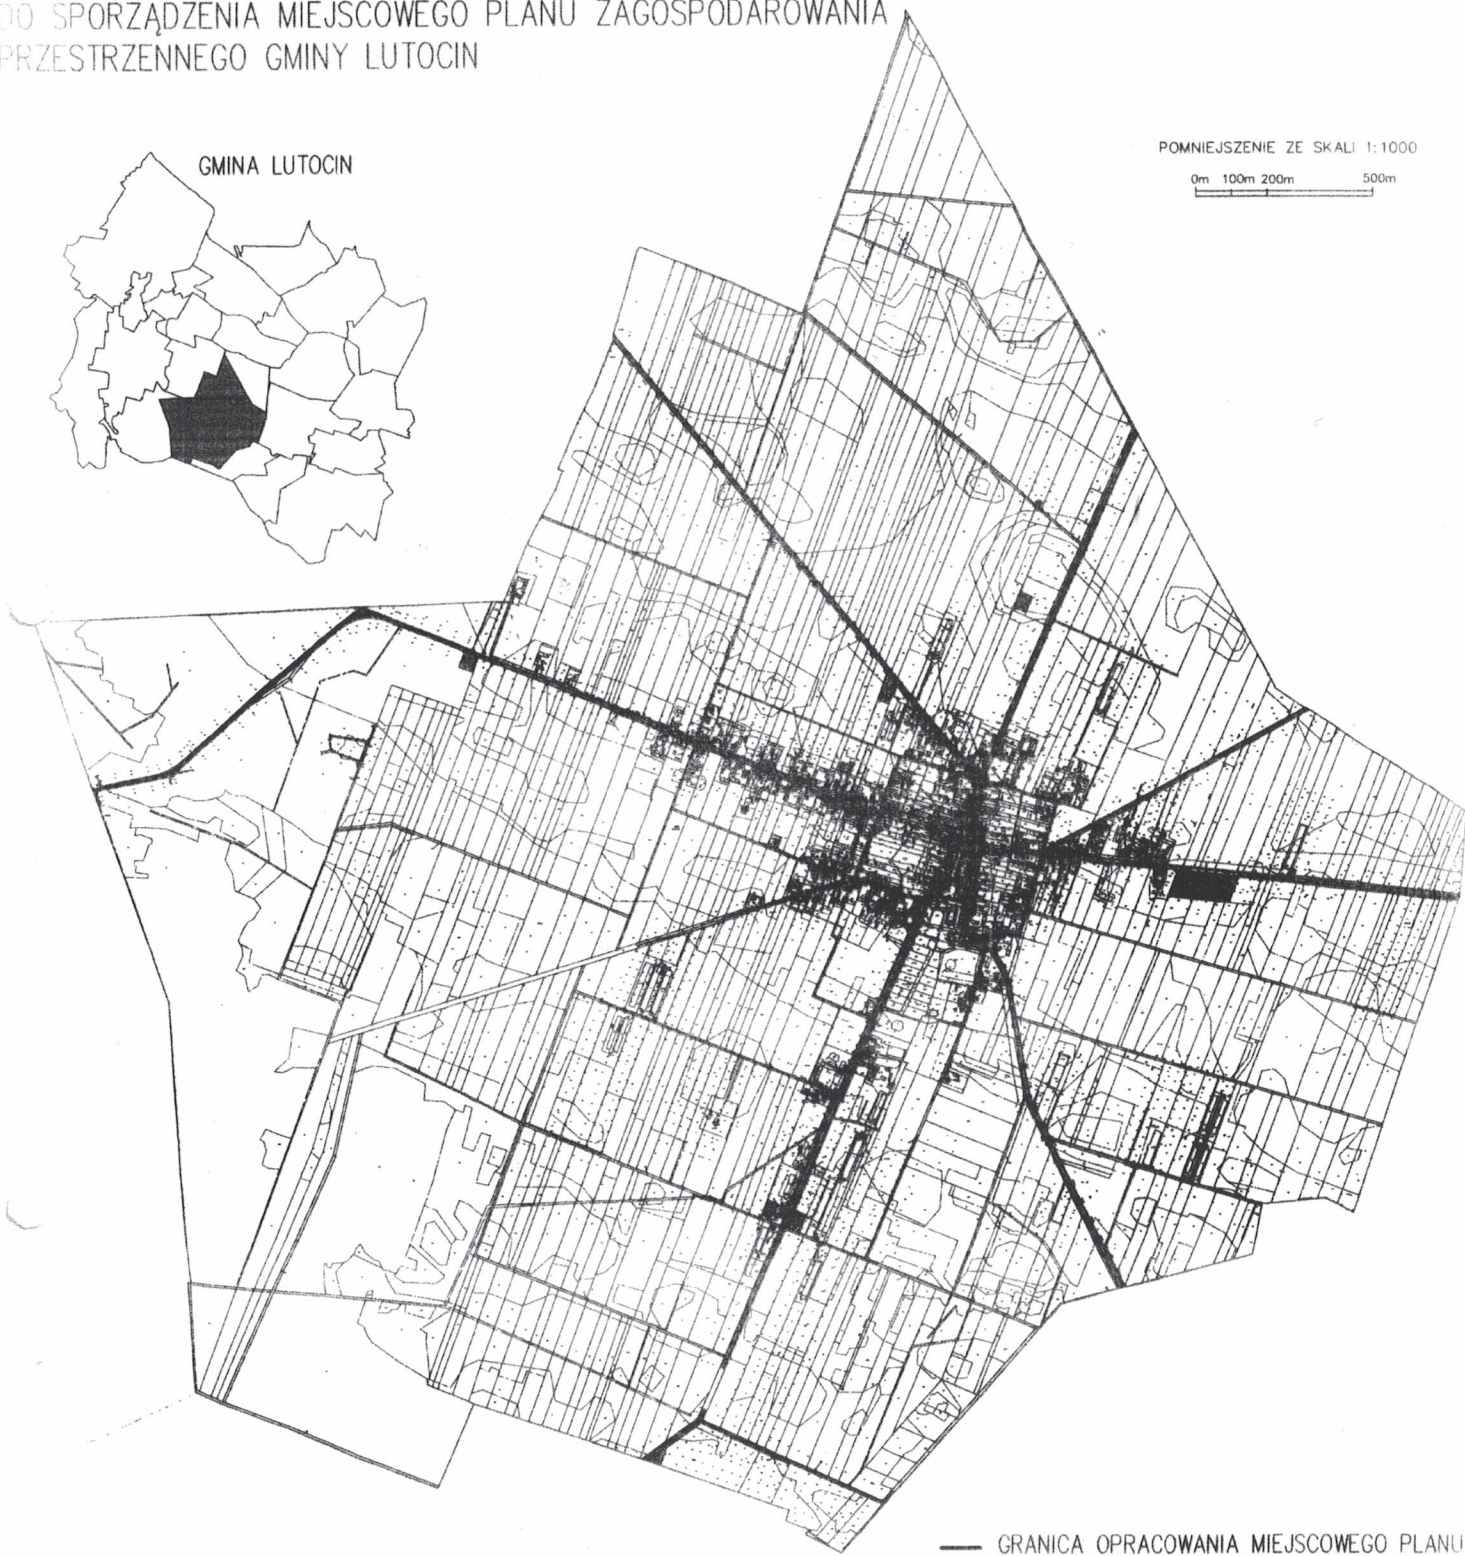 DO SPORZĄDZENIA MIEJSCOWEGO PLANU ZAGOSPODAROWANIA
PRZESTRZENNEGO GMINY LUTOCIN
GMINA LUTOCIN
POMNIEJSZENIE ZE SKALI 1:1000
0m 100m 200m 500m
GRANICA OPRACOWANIA MIEJSCOWEGO PLANU